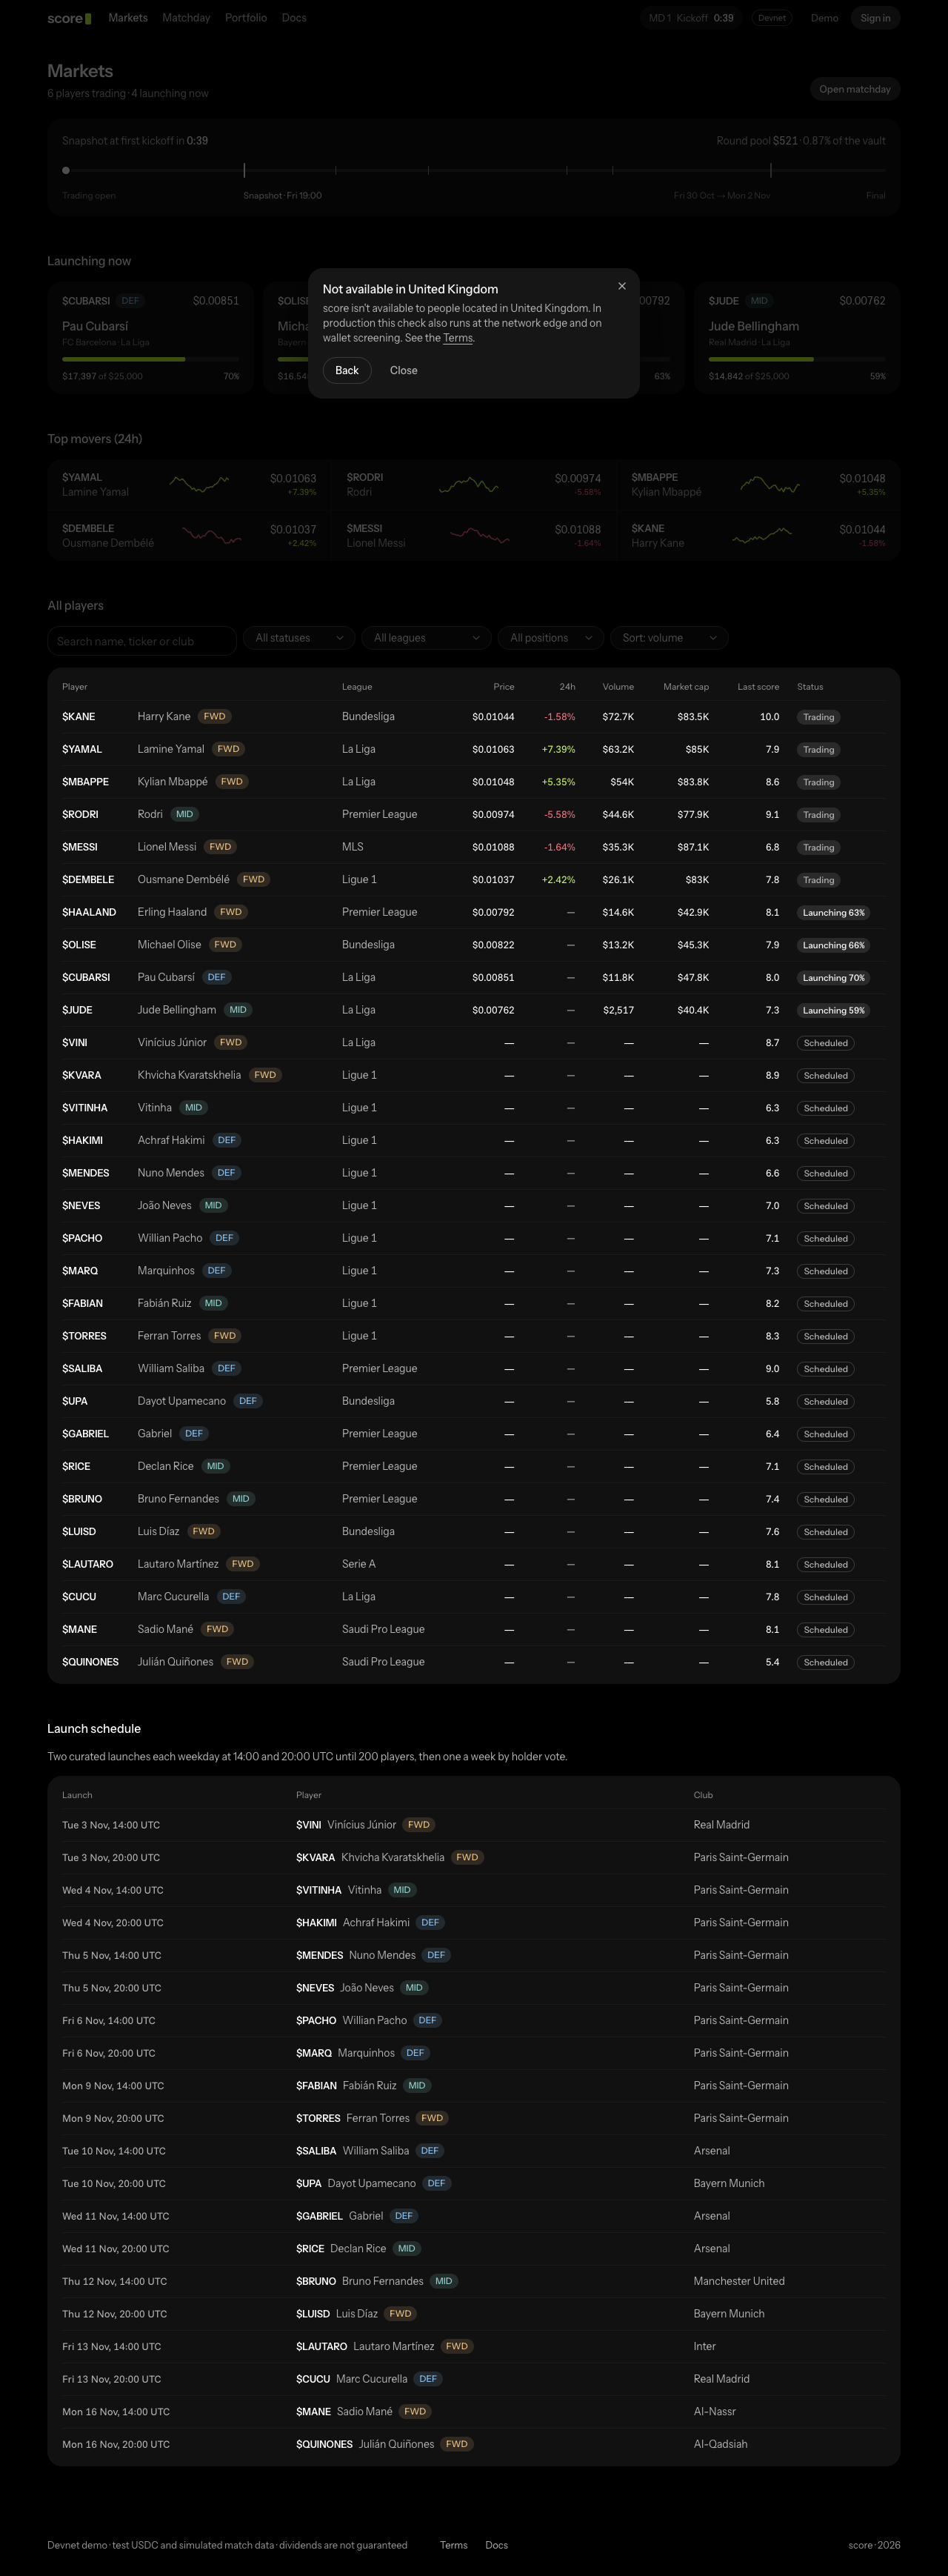 score
Markets Matchday Portfolio Docs
MD 1 Kickoff 0:39 Devnet Demo Sign in
Markets
6 players trading · 4 launching now
Open matchday
Snapshot at first kickoff in 0:39
Round pool $521 · 0.87% of the vault
Trading open Snapshot · Fri 19:00 Fri 30 Oct → Mon 2 Nov Final
Launching now
Not available in United Kingdom
score isn't available to people located in United Kingdom. In
production this check also runs at the network edge and on
wallet screening. See the Terms.
Back Close
$CUBARSI DEF $0.00851
Pau Cubarsí
FC Barcelona · La Liga
$17,397 of $25,000 70%
$OLISE
Micha
Bayern
$16,54
00792
63%
$JUDE MID $0.00762
Jude Bellingham
Real Madrid · La Liga
$14,842 of $25,000 59%
Top movers (24h)
$YAMAL $0.01063
Lamine Yamal +7.39%
$RODRI $0.00974
Rodri -5.58%
$MBAPPE $0.01048
Kylian Mbappé +5.35%
$DEMBELE $0.01037
Ousmane Dembélé +2.42%
$MESSI $0.01088
Lionel Messi -1.64%
$KANE $0.01044
Harry Kane -1.58%
All players
Search name, ticker or club All statuses All leagues All positions Sort: volume
Player League Price 24h Volume Market cap Last score Status
$KANE Harry Kane FWD Bundesliga $0.01044 -1.58% $72.7K $83.5K 10.0 Trading
$YAMAL Lamine Yamal FWD La Liga $0.01063 +7.39% $63.2K $85K 7.9 Trading
$MBAPPE Kylian Mbappé FWD La Liga $0.01048 +5.35% $54K $83.8K 8.6 Trading
$RODRI Rodri MID Premier League $0.00974 -5.58% $44.6K $77.9K 9.1 Trading
$MESSI Lionel Messi FWD MLS $0.01088 -1.64% $35.3K $87.1K 6.8 Trading
$DEMBELE Ousmane Dembélé FWD Ligue 1 $0.01037 +2.42% $26.1K $83K 7.8 Trading
$HAALAND Erling Haaland FWD Premier League $0.00792 — $14.6K $42.9K 8.1 Launching 63%
$OLISE Michael Olise FWD Bundesliga $0.00822 — $13.2K $45.3K 7.9 Launching 66%
$CUBARSI Pau Cubarsí DEF La Liga $0.00851 — $11.8K $47.8K 8.0 Launching 70%
$JUDE Jude Bellingham MID La Liga $0.00762 — $2,517 $40.4K 7.3 Launching 59%
$VINI Vinícius Júnior FWD La Liga — — — — 8.7 Scheduled
$KVARA Khvicha Kvaratskhelia FWD Ligue 1 — — — — 8.9 Scheduled
$VITINHA Vitinha MID Ligue 1 — — — — 6.3 Scheduled
$HAKIMI Achraf Hakimi DEF Ligue 1 — — — — 6.3 Scheduled
$MENDES Nuno Mendes DEF Ligue 1 — — — — 6.6 Scheduled
$NEVES João Neves MID Ligue 1 — — — — 7.0 Scheduled
$PACHO Willian Pacho DEF Ligue 1 — — — — 7.1 Scheduled
$MARQ Marquinhos DEF Ligue 1 — — — — 7.3 Scheduled
$FABIAN Fabián Ruiz MID Ligue 1 — — — — 8.2 Scheduled
$TORRES Ferran Torres FWD Ligue 1 — — — — 8.3 Scheduled
$SALIBA William Saliba DEF Premier League — — — — 9.0 Scheduled
$UPA Dayot Upamecano DEF Bundesliga — — — — 5.8 Scheduled
$GABRIEL Gabriel DEF Premier League — — — — 6.4 Scheduled
$RICE Declan Rice MID Premier League — — — — 7.1 Scheduled
$BRUNO Bruno Fernandes MID Premier League — — — — 7.4 Scheduled
$LUISD Luis Díaz FWD Bundesliga — — — — 7.6 Scheduled
$LAUTARO Lautaro Martínez FWD Serie A — — — — 8.1 Scheduled
$CUCU Marc Cucurella DEF La Liga — — — — 7.8 Scheduled
$MANE Sadio Mané FWD Saudi Pro League — — — — 8.1 Scheduled
$QUINONES Julián Quiñones FWD Saudi Pro League — — — — 5.4 Scheduled
Launch schedule
Two curated launches each weekday at 14:00 and 20:00 UTC until 200 players, then one a week by holder vote.
Launch Player Club
Tue 3 Nov, 14:00 UTC $VINI Vinícius Júnior FWD Real Madrid
Tue 3 Nov, 20:00 UTC $KVARA Khvicha Kvaratskhelia FWD Paris Saint-Germain
Wed 4 Nov, 14:00 UTC $VITINHA Vitinha MID Paris Saint-Germain
Wed 4 Nov, 20:00 UTC $HAKIMI Achraf Hakimi DEF Paris Saint-Germain
Thu 5 Nov, 14:00 UTC $MENDES Nuno Mendes DEF Paris Saint-Germain
Thu 5 Nov, 20:00 UTC $NEVES João Neves MID Paris Saint-Germain
Fri 6 Nov, 14:00 UTC $PACHO Willian Pacho DEF Paris Saint-Germain
Fri 6 Nov, 20:00 UTC $MARQ Marquinhos DEF Paris Saint-Germain
Mon 9 Nov, 14:00 UTC $FABIAN Fabián Ruiz MID Paris Saint-Germain
Mon 9 Nov, 20:00 UTC $TORRES Ferran Torres FWD Paris Saint-Germain
Tue 10 Nov, 14:00 UTC $SALIBA William Saliba DEF Arsenal
Tue 10 Nov, 20:00 UTC $UPA Dayot Upamecano DEF Bayern Munich
Wed 11 Nov, 14:00 UTC $GABRIEL Gabriel DEF Arsenal
Wed 11 Nov, 20:00 UTC $RICE Declan Rice MID Arsenal
Thu 12 Nov, 14:00 UTC $BRUNO Bruno Fernandes MID Manchester United
Thu 12 Nov, 20:00 UTC $LUISD Luis Díaz FWD Bayern Munich
Fri 13 Nov, 14:00 UTC $LAUTARO Lautaro Martínez FWD Inter
Fri 13 Nov, 20:00 UTC $CUCU Marc Cucurella DEF Real Madrid
Mon 16 Nov, 14:00 UTC $MANE Sadio Mané FWD Al-Nassr
Mon 16 Nov, 20:00 UTC $QUINONES Julián Quiñones FWD Al-Qadsiah
Devnet demo · test USDC and simulated match data · dividends are not guaranteed Terms Docs score · 2026